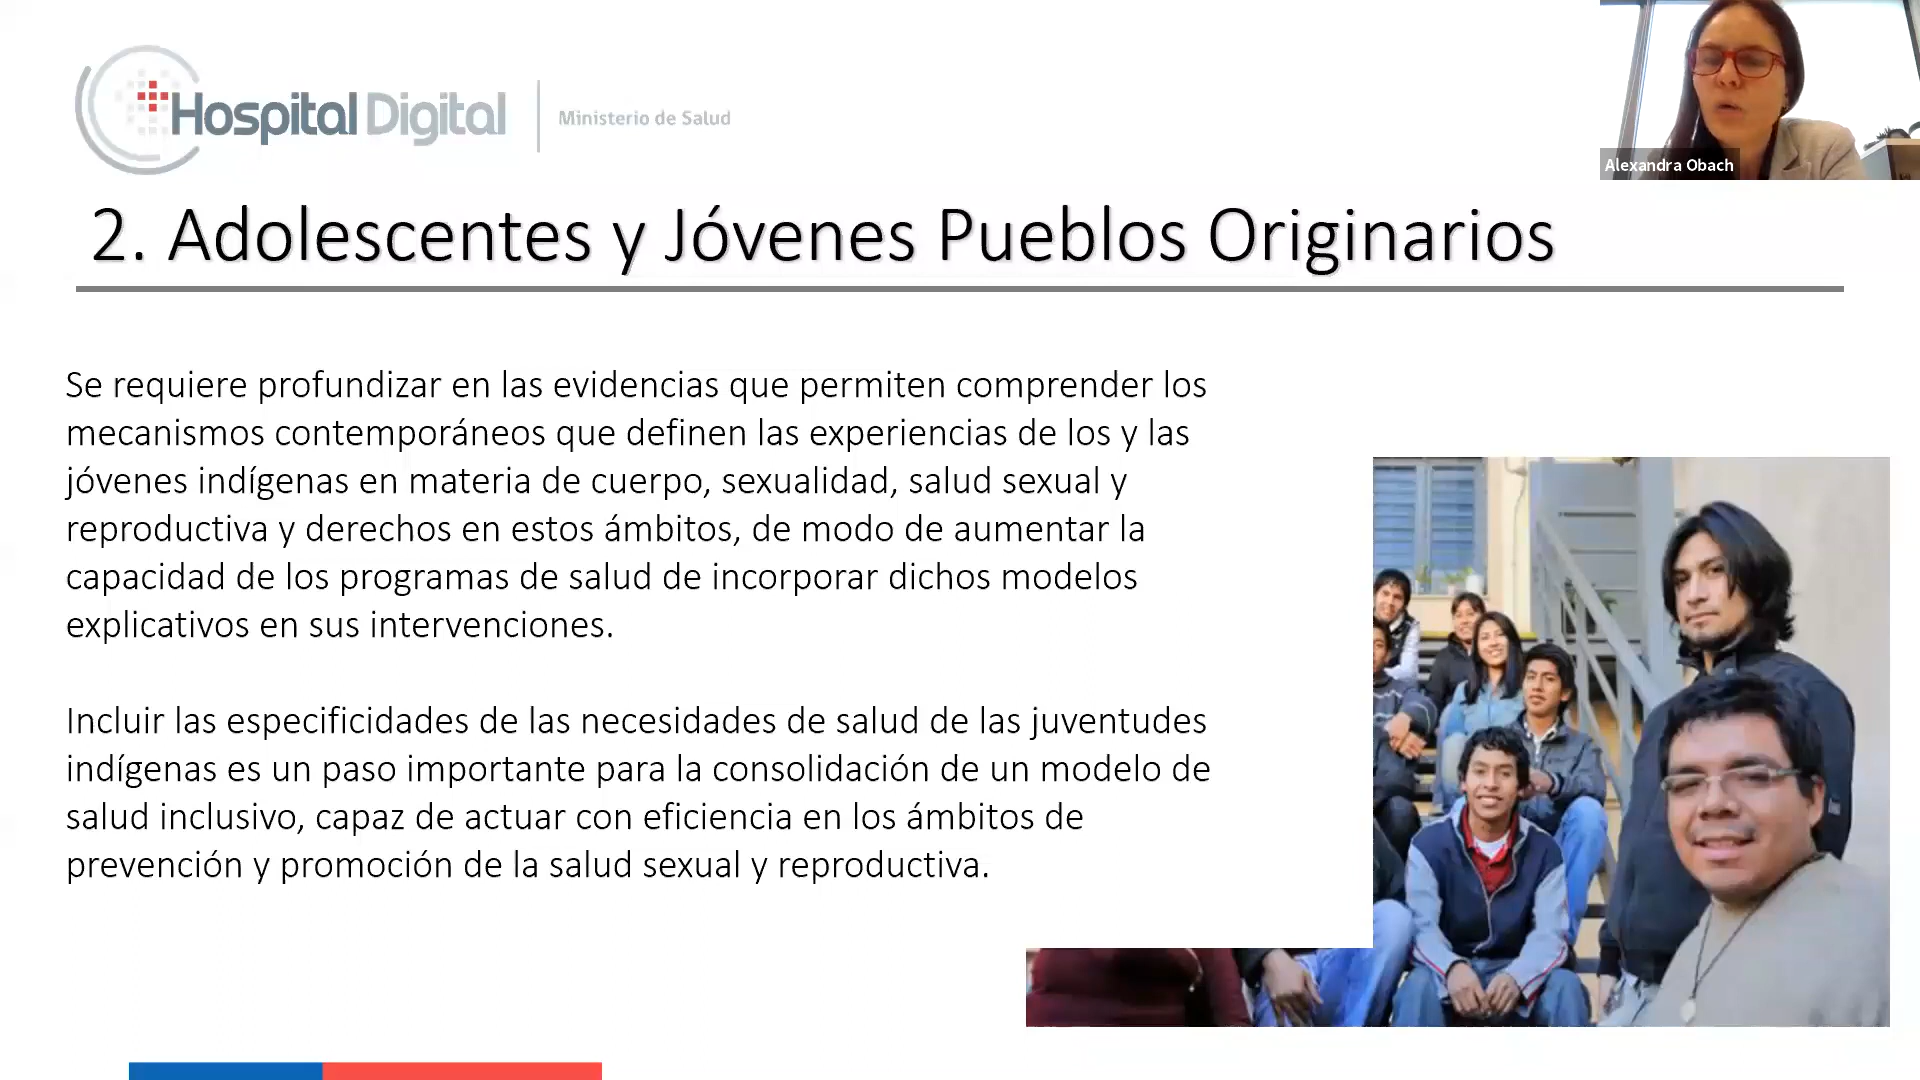 Hospital Digital
Ministerio de Salud
Alexandra Obach
2. Adolescentes y Jóvenes Pueblos Originarios
Se requiere profundizar en las evidencias que permiten comprender los
mecanismos contemporáneos que definen las experiencias de los y las
jóvenes indígenas en materia de cuerpo, sexualidad, salud sexual y
reproductiva y derechos en estos ámbitos, de modo de aumentar la
capacidad de los programas de salud de incorporar dichos modelos
explicativos en sus intervenciones.
Incluir las especificidades de las necesidades de salud de las juventudes
indígenas es un paso importante para la consolidación de un modelo de
salud inclusivo, capaz de actuar con eficiencia en los ámbitos de
prevención y promoción de la salud sexual y reproductiva.